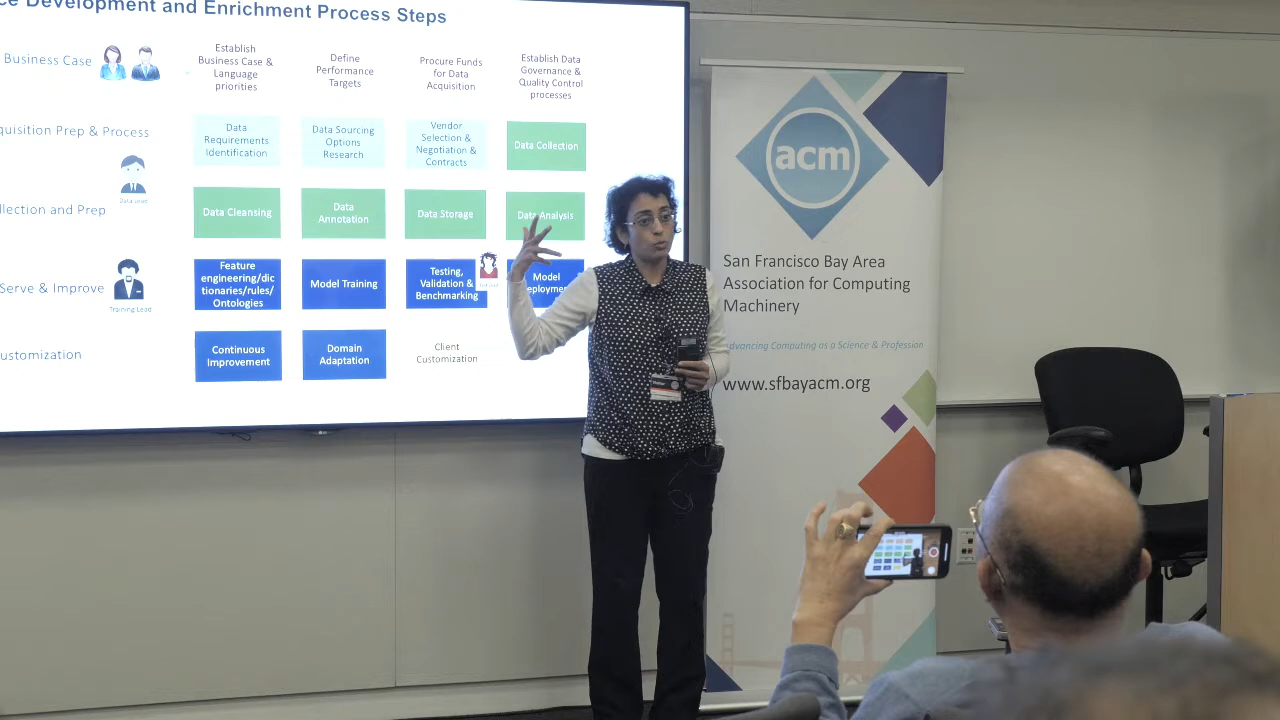 ce Development and Enrichment Process Steps
Business Case
Establish
Business Case &
Language
priorities
Define
Performance
Targets
Procure Funds
for Data
Acquisition
Establish Data
Governance &
Quality Control
processes
quisition Prep & Process
Data
Requirements
Identification
Data Sourcing
Options
Research
Vendor
Selection &
Negotiation &
Contracts
Data Collection
Data Lead
llection and Prep
Data Cleansing
Data
Annotation
Data Storage
Data Analysis
Serve & Improve
Training Lead
Feature
engineering/dic
tionaries/rules/
Ontologies
Model Training
Testing,
Validation &
Benchmarking
Model
eployme
ustomization
Continuous
Improvement
Domain
Adaptation
Client
Customization
acm
San Francisco Bay Area
Association for Computing
Machinery
Advancing Computing as a Science & Profession
www.sfbayacm.org